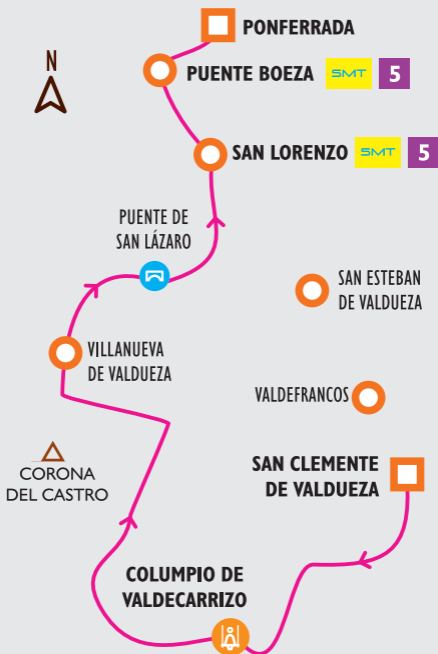 PONFERRADA
N
PUENTE BOEZA SMT 5
SAN LORENZO SMT 5
PUENTE DE
SAN LÁZARO
SAN ESTEBAN
DE VALDUEZA
VILLANUEVA
DE VALDUEZA
VALDEFRANCOS
CORONA
DEL CASTRO
SAN CLEMENTE
DE VALDUEZA
COLUMPIO DE
VALDECARRIZO